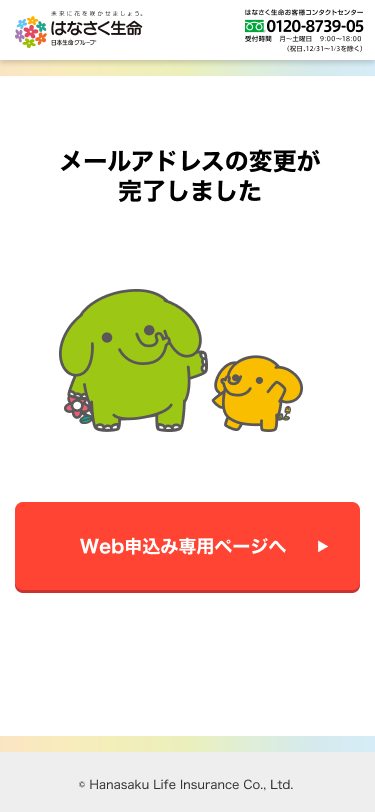 未来に花を咲かせましょう。
はなさく生命
日本生命グループ
はなさく生命お客様コンタクトセンター
0120-8739-05
受付時間 月～土曜日 9:00～18:00
（祝日、12/31～1/3を除く）
メールアドレスの変更が
完了しました
Web申込み専用ページへ
© Hanasaku Life Insurance Co., Ltd.